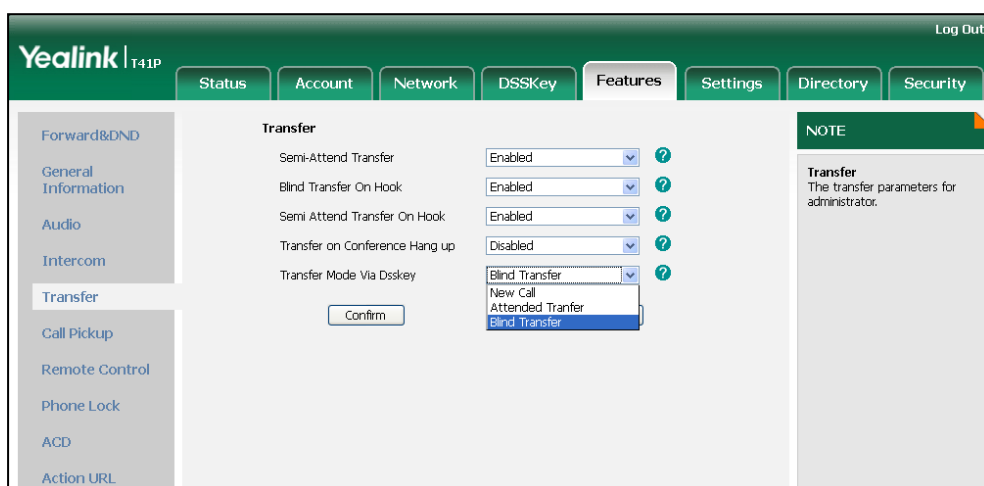 Log Out
Yealink T41P
Status Account Network DSSKey Features Settings Directory Security
Forward&DND
General
Information
Audio
Intercom
Transfer
Call Pickup
Remote Control
Phone Lock
ACD
Action URL
Transfer
Semi-Attend Transfer Enabled ?
Blind Transfer On Hook Enabled ?
Semi Attend Transfer On Hook Enabled ?
Transfer on Conference Hang up Disabled ?
Transfer Mode Via Dsskey Blind Transfer ?
New Call
Attended Tranfer
Blind Transfer
Confirm
NOTE
Transfer
The transfer parameters for
administrator.